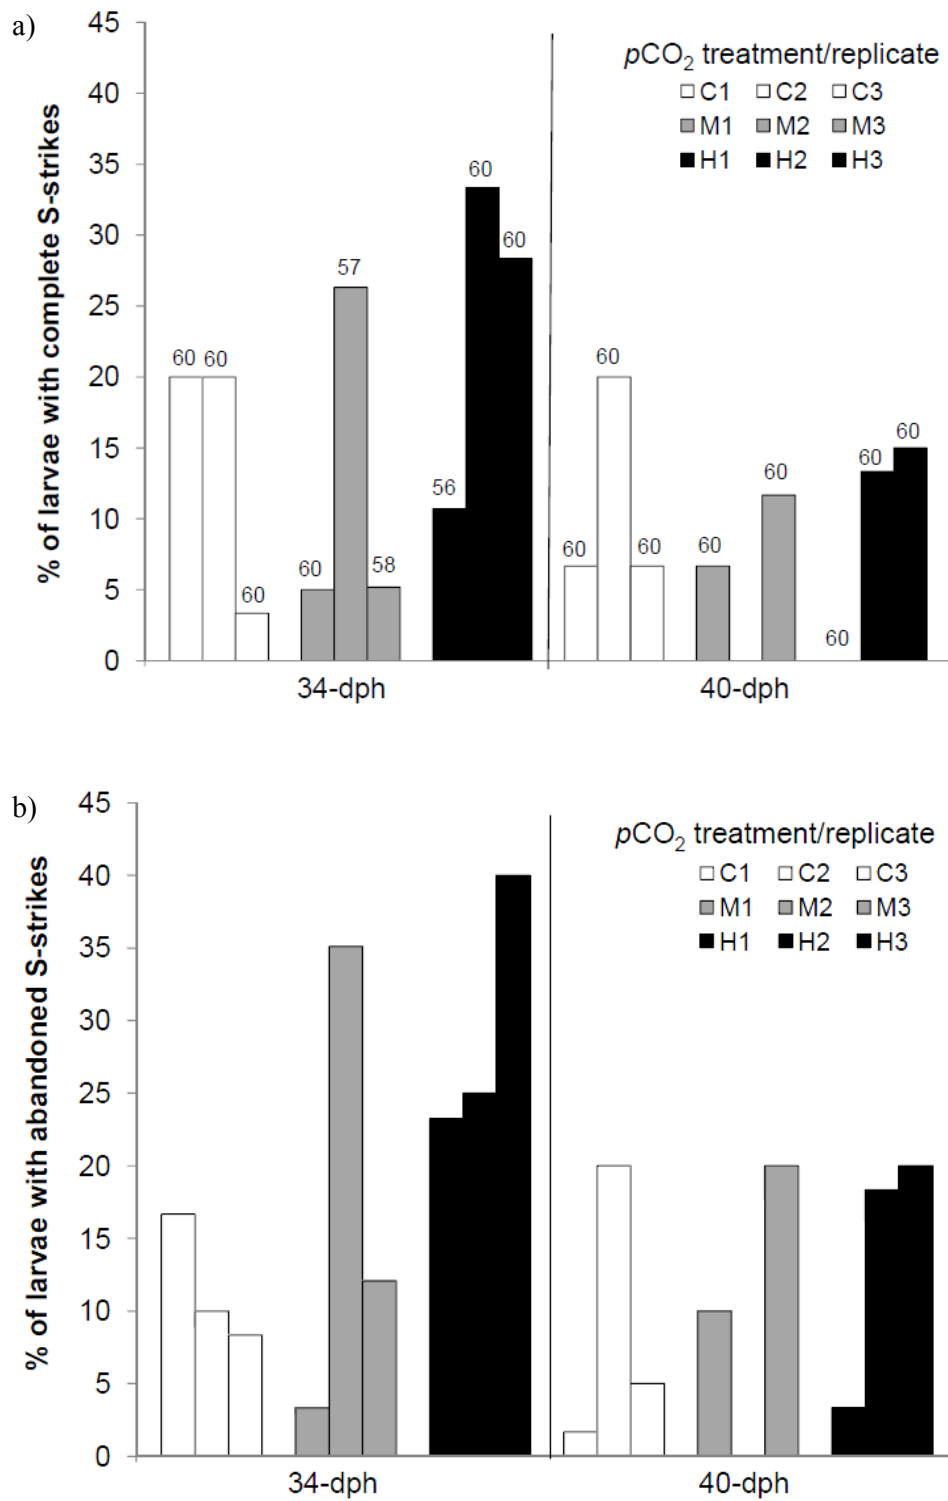 a)
% of larvae with complete S-strikes
45
40
35
30
25
20
15
10
5
0
pCO2 treatment/replicate
C1 C2 C3
M1 M2 M3
H1 H2 H3
60 60 60
60 57 58
56 60 60
60 60 60
60 60
60 60 60
34-dph 40-dph
b)
% of larvae with abandoned S-strikes
45
40
35
30
25
20
15
10
5
0
pCO2 treatment/replicate
C1 C2 C3
M1 M2 M3
H1 H2 H3
34-dph 40-dph